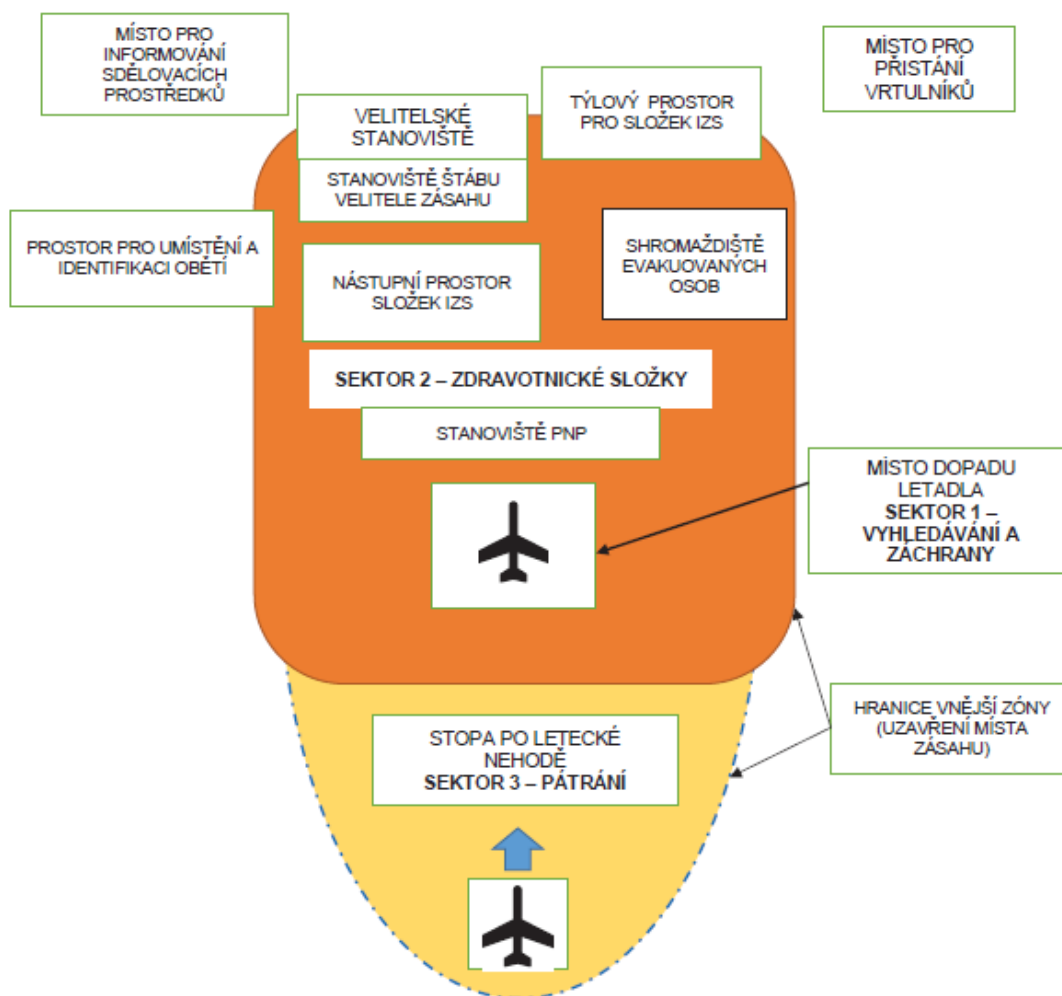 MÍSTO PRO
INFORMOVÁNÍ
SDĚLOVACÍCH
PROSTŘEDKŮ
MÍSTO PRO
PŘISTÁNÍ
VRTULNÍKŮ
VELITELSKÉ
STANOVIŠTĚ
TÝLOVÝ PROSTOR
PRO SLOŽEK IZS
STANOVIŠTĚ ŠTÁBU
VELITELE ZÁSAHU
PROSTOR PRO UMÍSTĚNÍ A
IDENTIFIKACI OBĚTÍ
NÁSTUPNÍ PROSTOR
SLOŽEK IZS
SHROMAŽDIŠTĚ
EVAKUOVANÝCH
OSOB
SEKTOR 2 – ZDRAVOTNICKÉ SLOŽKY
STANOVIŠTĚ PNP
MÍSTO DOPADU
LETADLA
SEKTOR 1 –
VYHLEDÁVÁNÍ A
ZÁCHRANY
HRANICE VNĚJŠÍ ZÓNY
(UZAVŘENÍ MÍSTA
ZÁSAHU)
STOPA PO LETECKÉ
NEHODĚ
SEKTOR 3 – PÁTRÁNÍ